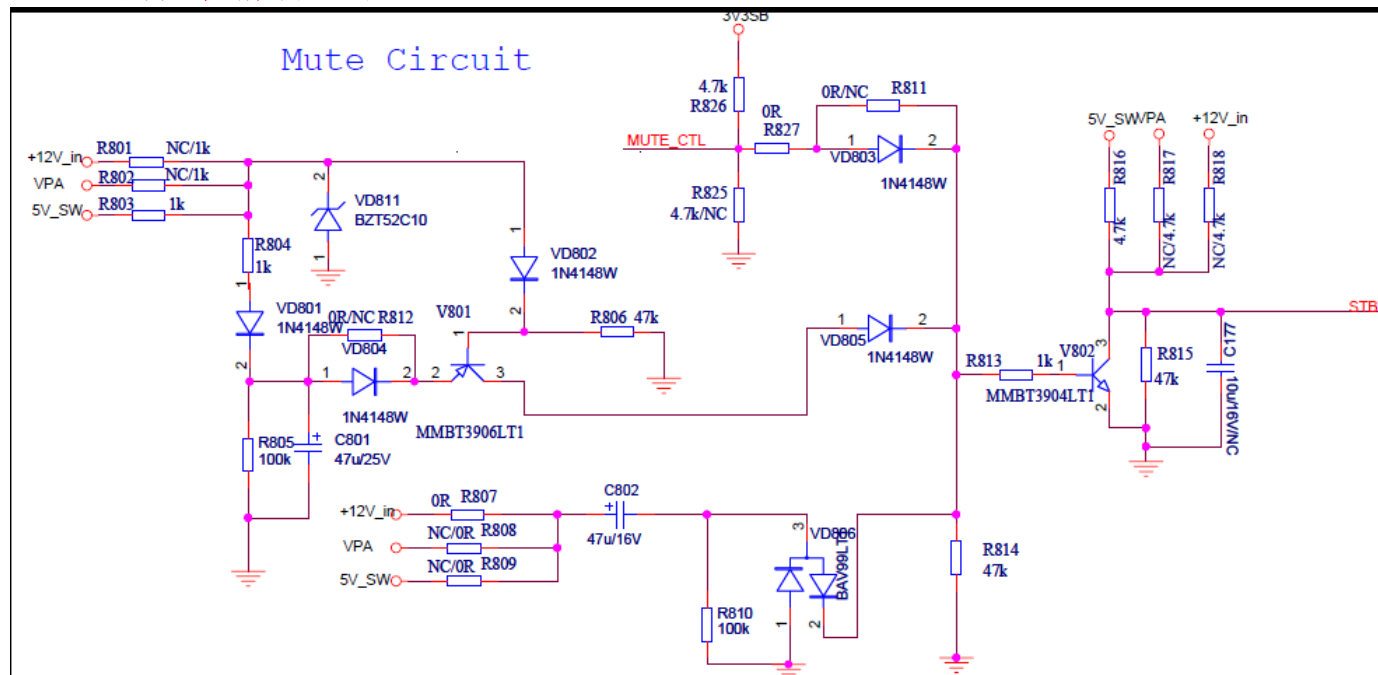 Mute Circuit
3V3SB
4.7k
R826
0R/NC
R811
0R
R827
MUTE_CTL
1
2
VD803
1N4148W
R825
4.7k/NC
5V_SW
VPA
+12V_in
R816
4.7k
R817
NC/4.7k
R818
NC/4.7k
+12V_in
R801
NC/1k
VPA
R802
NC/1k
5V_SW
R803
1k
2
VD811
BZT52C10
1
R804
1k
1
VD802
1N4148W
2
1
VD801
1N4148W
2
0R/NC
R812
VD804
1
2
1N4148W
V801
1
2
3
MMBT3906LT1
R806
47k
1
2
VD805
1N4148W
R813
1k
V802
1
3
2
MMBT3904LT1
R815
47k
C177
10u/16V/NC
R805
100k
C801
47u/25V
+12V_in
0R
R807
VPA
NC/0R
R808
5V_SW
NC/0R
R809
C802
47u/16V
R810
100k
3
VD806
1
2
R814
47k